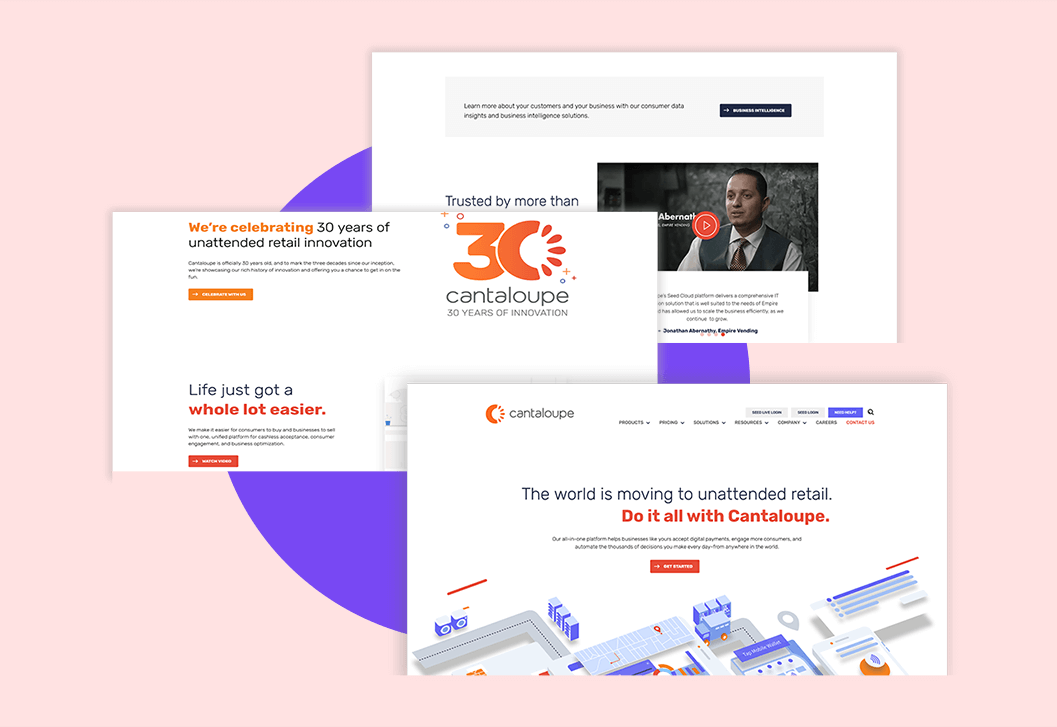 Learn more about your customers and your business with our consumer data
insights and business intelligence solutions.
BUSINESS INTELLIGENCE
Trusted by more than
Abernath
EMPIRE VENDING
Seed Cloud platform delivers a comprehensive IT
solution that is well suited to the needs of Empire
has allowed us to scale the business efficiently, as we
continue to grow.
– Jonathan Abernathy, Empire Vending
We're celebrating 30 years of
unattended retail innovation
Cantaloupe is officially 30 years old, and to mark the three decades since our inception,
we're showcasing our rich history of innovation and offering you a chance to get in on the
fun.
CELEBRATE WITH US
30
cantaloupe
30 YEARS OF INNOVATION
Life just got a
whole lot easier.
We make it easier for consumers to buy and businesses to sell
with one, unified platform for cashless acceptance, consumer
engagement, and business optimization.
WATCH VIDEO
cantaloupe
SEED LIVE LOGIN
SEED LOGIN
NEED HELP?
PRODUCTS
PRICING
SOLUTIONS
RESOURCES
COMPANY
CAREERS
CONTACT US
The world is moving to unattended retail.
Do it all with Cantaloupe.
Our all-in-one platform helps businesses like yours accept digital payments, engage more consumers, and
automate the thousands of decisions you make every day–from anywhere in the world.
GET STARTED
Tap Mobile Wallet